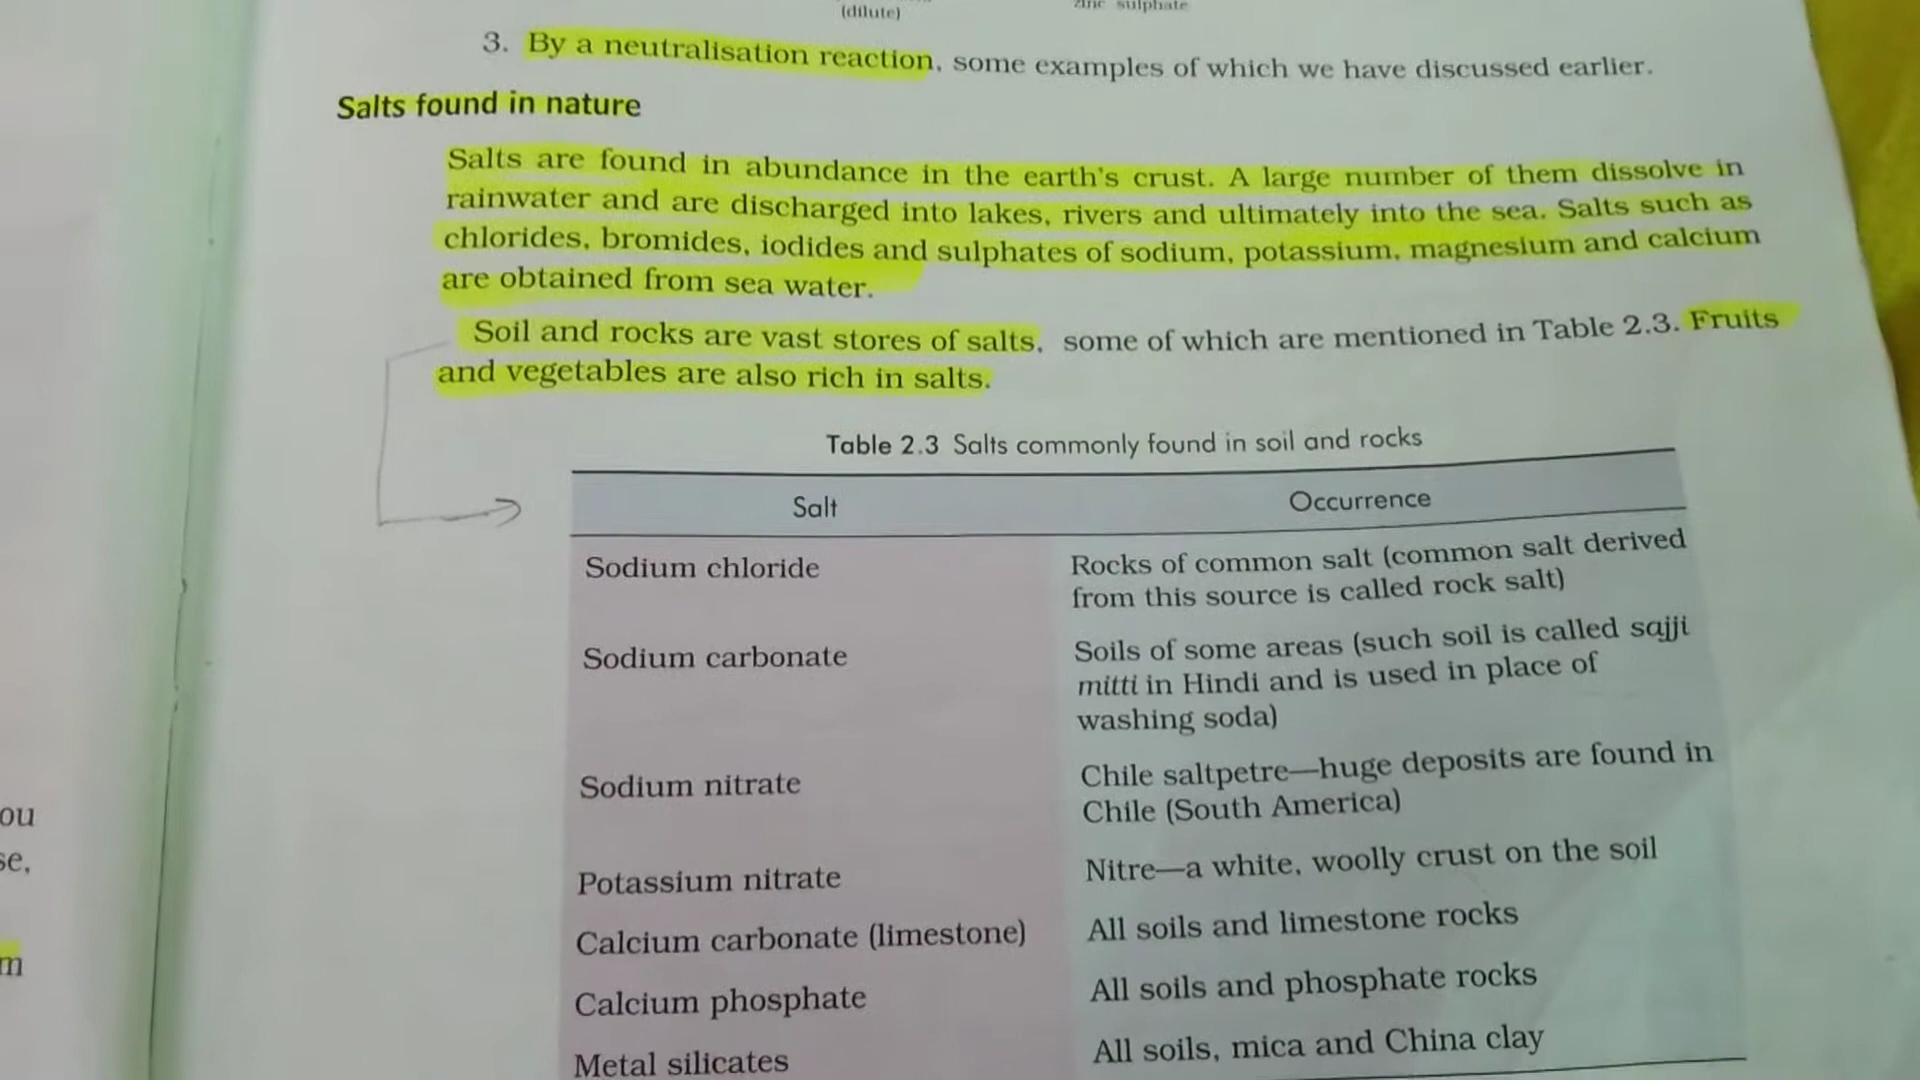 (dilute)
zinc sulphate
3. By a neutralisation reaction, some examples of which we have discussed earlier.
Salts found in nature
Salts are found in abundance in the earth's crust. A large number of them dissolve in
rainwater and are discharged into lakes, rivers and ultimately into the sea. Salts such as
chlorides, bromides, iodides and sulphates of sodium, potassium, magnesium and calcium
are obtained from sea water.
Soil and rocks are vast stores of salts, some of which are mentioned in Table 2.3. Fruits
and vegetables are also rich in salts.
Table 2.3 Salts commonly found in soil and rocks
Salt Occurrence
Sodium chloride Rocks of common salt (common salt derived
from this source is called rock salt)
Sodium carbonate Soils of some areas (such soil is called sajji
mitti in Hindi and is used in place of
washing soda)
Sodium nitrate Chile saltpetre—huge deposits are found in
Chile (South America)
Potassium nitrate Nitre—a white, woolly crust on the soil
Calcium carbonate (limestone) All soils and limestone rocks
Calcium phosphate All soils and phosphate rocks
Metal silicates All soils, mica and China clay